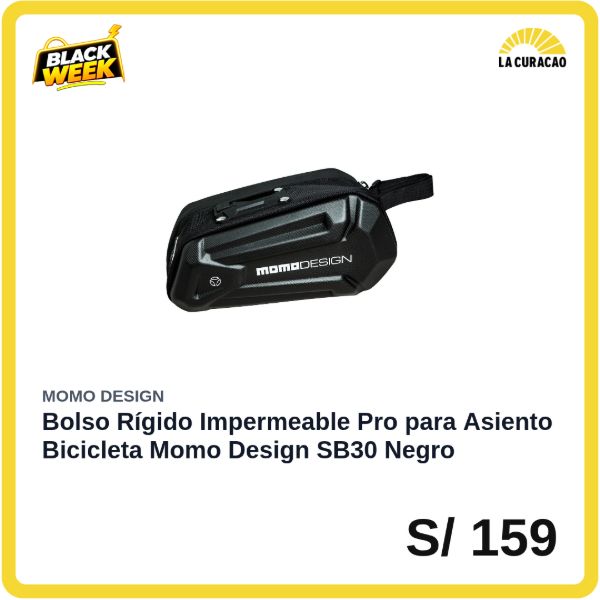 BLACK
WEEK
LA CURACAO
momoDESIGN
MOMO DESIGN
Bolso Rígido Impermeable Pro para Asiento
Bicicleta Momo Design SB30 Negro
S/ 159